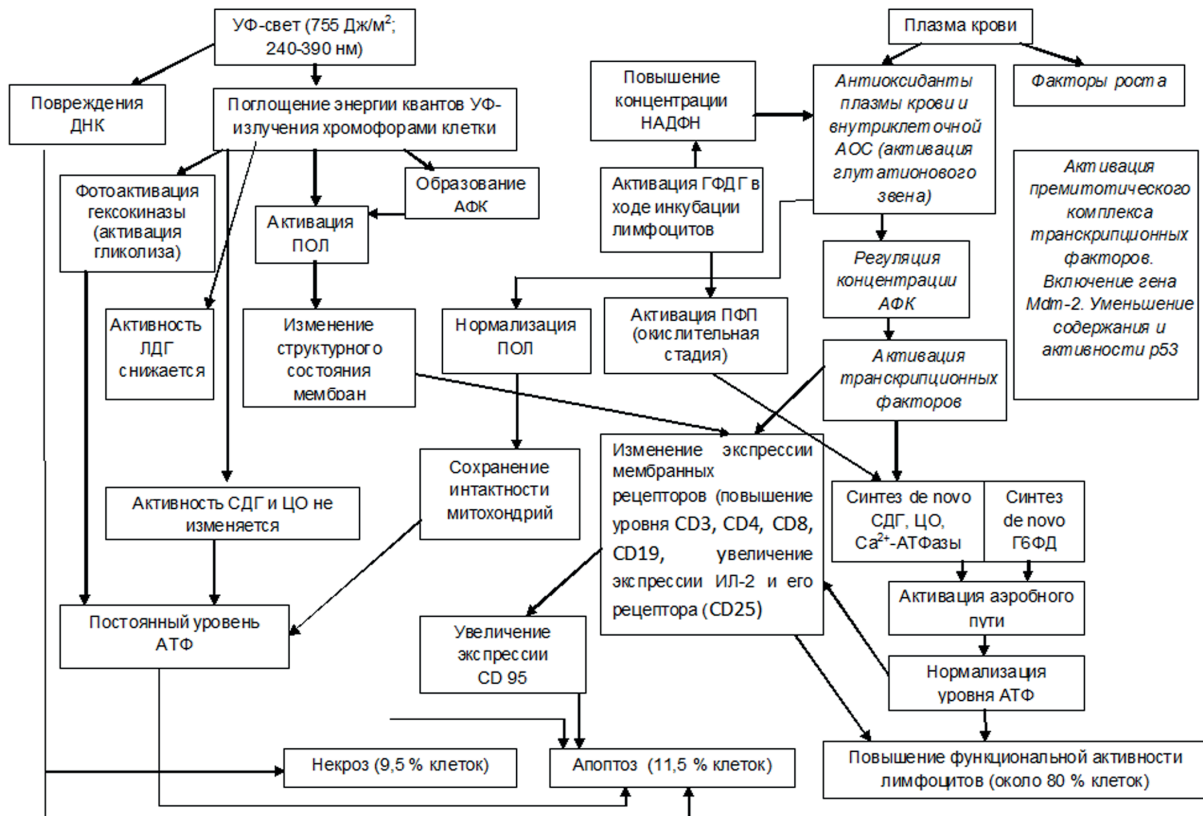 УФ-свет (755 Дж/м²;
240-390 нм)
Плазма крови
Повреждения
ДНК
Поглощение энергии квантов УФ-
излучения хромофорами клетки
Повышение
концентрации
НАДФН
Антиоксиданты
плазмы крови и
внутриклеточной
АОС (активация
глутатионового
звена)
Факторы роста
Фотоактивация
гексокиназы
(активация
гликолиза)
Активация
ПОЛ
Образование
АФК
Активация ГФДГ в
ходе инкубации
лимфоцитов
Активация
премитотического
комплекса
транскрипционных
факторов.
Включение гена
Mdm-2. Уменьшение
содержания и
активности р53
Регуляция
концентрации
АФК
Активность
ЛДГ
снижается
Изменение
структурного
состояния
мембран
Нормализация
ПОЛ
Активация ПФП
(окислительная
стадия)
Активация
транскрипционных
факторов
Активность СДГ и ЦО не
изменяется
Сохранение
интактности
митохондрий
Изменение экспрессии
мембранных
рецепторов (повышение
уровня CD3, CD4, CD8,
CD19, увеличение
экспрессии ИЛ-2 и его
рецептора (CD25)
Синтез de novo
СДГ, ЦО,
Ca²⁺-АТФазы
Синтез
de novo
Г6ФД
Постоянный уровень
АТФ
Увеличение
экспрессии
CD 95
Активация аэробного
пути
Нормализация
уровня АТФ
Некроз (9,5 % клеток)
Апоптоз (11,5 % клеток)
Повышение функциональной активности
лимфоцитов (около 80 % клеток)